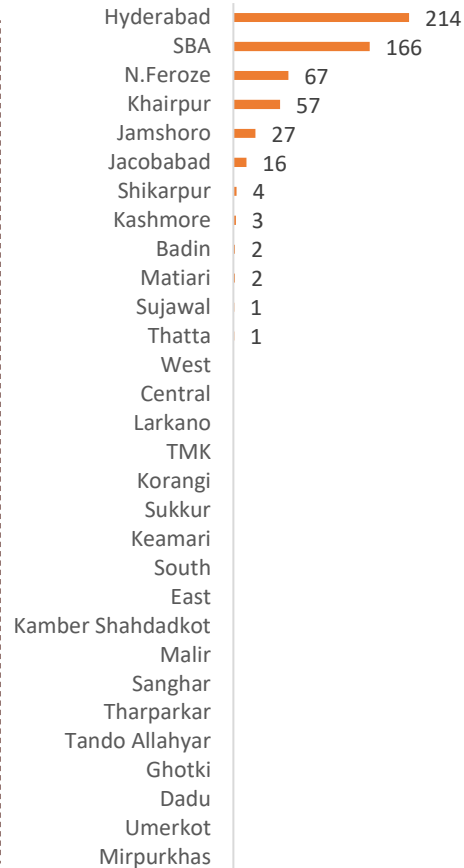 Hyderabad 214
SBA 166
N.Feroze 67
Khairpur 57
Jamshoro 27
Jacobabad 16
Shikarpur 4
Kashmore 3
Badin 2
Matiari 2
Sujawal 1
Thatta 1
West
Central
Larkano
TMK
Korangi
Sukkur
Keamari
South
East
Kamber Shahdadkot
Malir
Sanghar
Tharparkar
Tando Allahyar
Ghotki
Dadu
Umerkot
Mirpurkhas